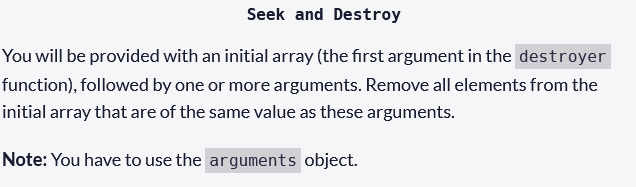 Seek and Destroy
You will be provided with an initial array (the first argument in the destroyer
function), followed by one or more arguments. Remove all elements from the
initial array that are of the same value as these arguments.
Note: You have to use the arguments object.